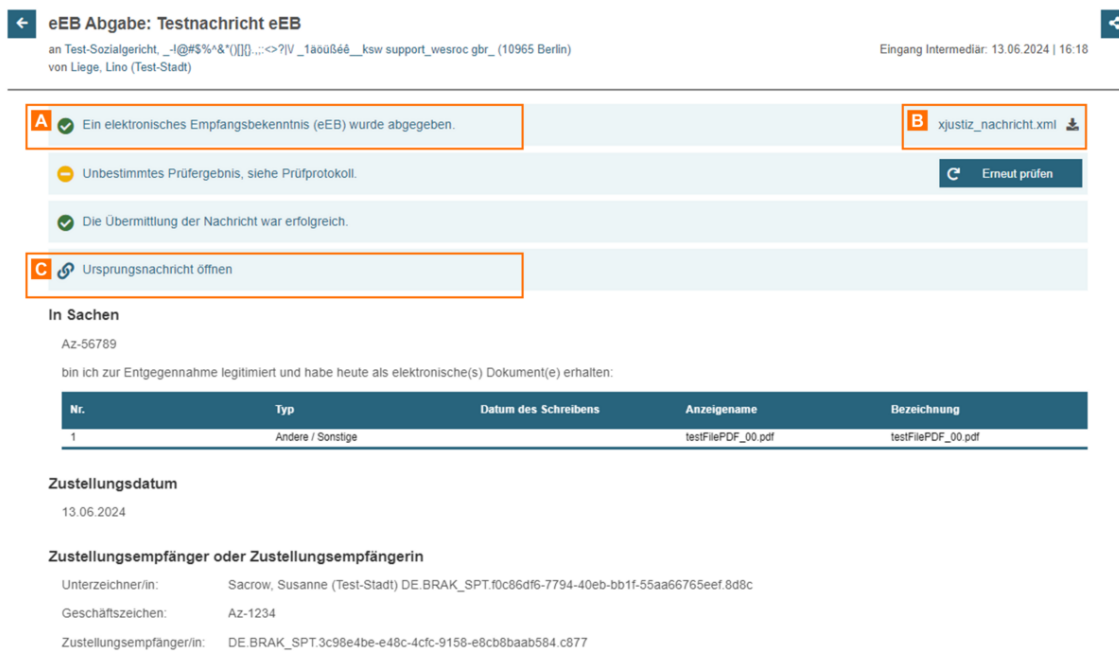 eEB Abgabe: Testnachricht eEB
an Test-Sozialgericht, _-!@#$%^&*()[]{}.,;:<>?|\/ _1äöüßéê__ksw support_wesroc gbr_ (10965 Berlin)
Eingang Intermediär: 13.06.2024 | 16:18
von Liege, Lino (Test-Stadt)
A Ein elektronisches Empfangsbekenntnis (eEB) wurde abgegeben.
B xjustiz_nachricht.xml
Unbestimmtes Prüfergebnis, siehe Prüfprotokoll.
Erneut prüfen
Die Übermittlung der Nachricht war erfolgreich.
C Ursprungsnachricht öffnen
In Sachen
Az-56789
bin ich zur Entgegennahme legitimiert und habe heute als elektronische(s) Dokument(e) erhalten:
Nr. Typ Datum des Schreibens Anzeigename Bezeichnung
1 Andere / Sonstige testFilePDF_00.pdf testFilePDF_00.pdf
Zustellungsdatum
13.06.2024
Zustellungsempfänger oder Zustellungsempfängerin
Unterzeichner/in: Sacrow, Susanne (Test-Stadt) DE.BRAK_SPT.f0c86df6-7794-40eb-bb1f-55aa66765eef.8d8c
Geschäftszeichen: Az-1234
Zustellungsempfänger/in: DE.BRAK_SPT.3c98e4be-e48c-4cfc-9158-e8cb8baab584.c877